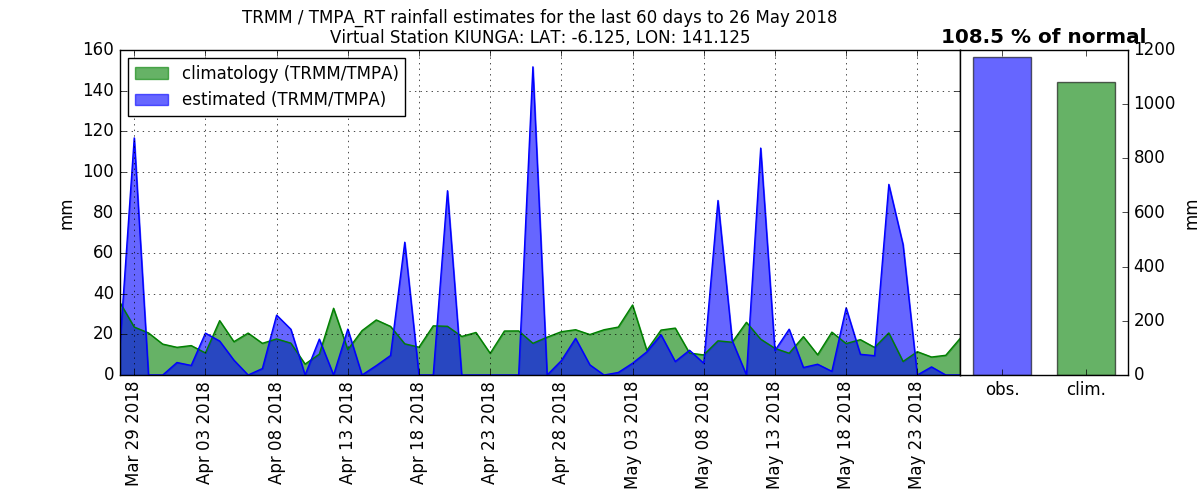 TRMM / TMPA_RT rainfall estimates for the last 60 days to 26 May 2018
Virtual Station KIUNGA: LAT: -6.125, LON: 141.125
108.5 % of normal
climatology (TRMM/TMPA)
estimated (TRMM/TMPA)
160
140
120
100
80
60
40
20
0
mm
Mar 29 2018
Apr 03 2018
Apr 08 2018
Apr 13 2018
Apr 18 2018
Apr 23 2018
Apr 28 2018
May 03 2018
May 08 2018
May 13 2018
May 18 2018
May 23 2018
obs.
clim.
1200
1000
800
600
400
200
0
mm